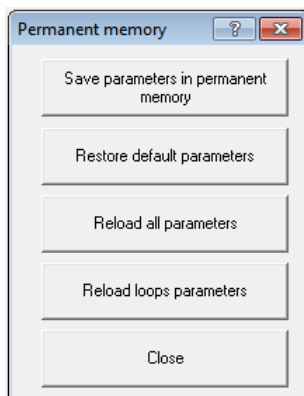 Permanent memory
Save parameters in permanent
memory
Restore default parameters
Reload all parameters
Reload loops parameters
Close